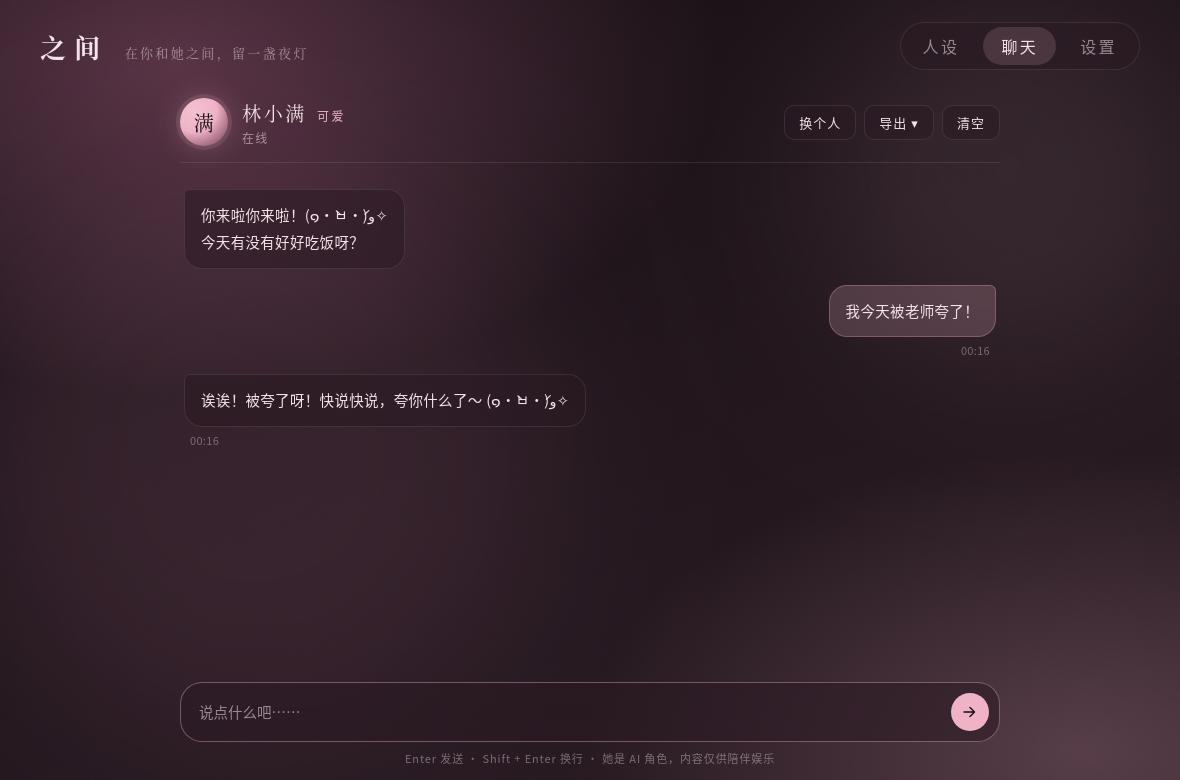 之间
在你和她之间，留一盏夜灯
人设
聊天
设置
满
林小满 可爱
在线
换个人
导出 ▾
清空
你来啦你来啦！(๑•̀ㅂ•́)و✧
今天有没有好好吃饭呀？
我今天被老师夸了！
00:16
诶诶！被夸了呀！快说快说，夸你什么了～ (๑•̀ㅂ•́)و✧
00:16
说点什么吧……
Enter 发送 · Shift + Enter 换行 · 她是 AI 角色，内容仅供陪伴娱乐